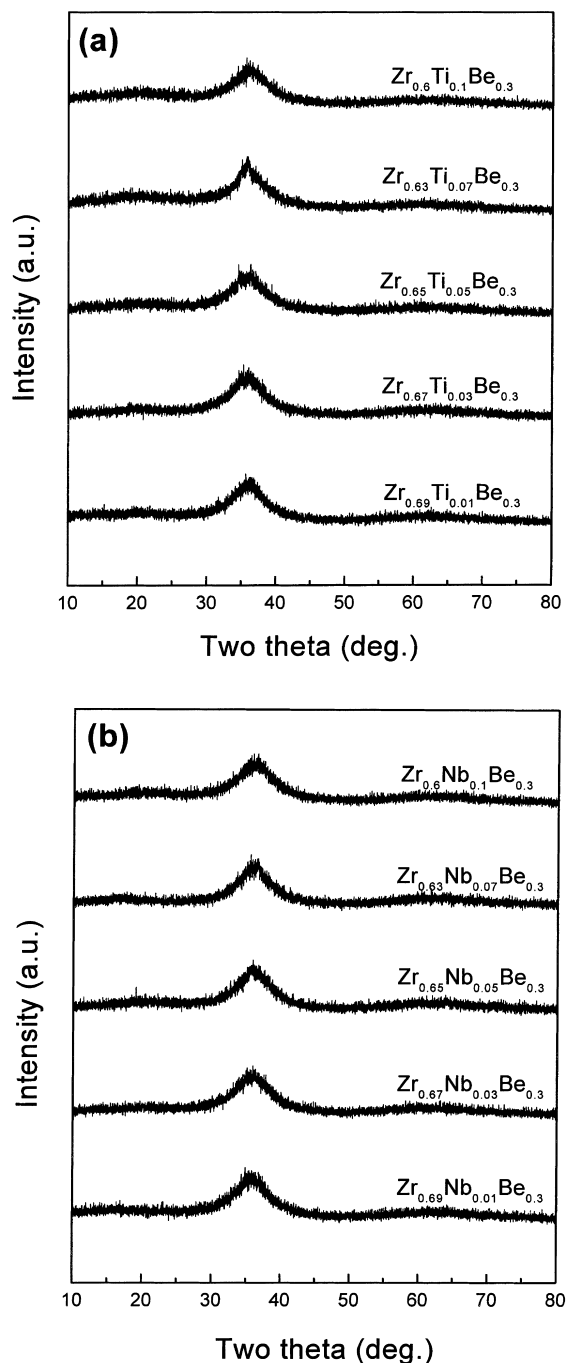 (a)
Zr0.6Ti0.1Be0.3
Zr0.63Ti0.07Be0.3
Zr0.65Ti0.05Be0.3
Zr0.67Ti0.03Be0.3
Zr0.69Ti0.01Be0.3
Intensity (a.u.)
10 20 30 40 50 60 70 80
Two theta (deg.)
(b)
Zr0.6Nb0.1Be0.3
Zr0.63Nb0.07Be0.3
Zr0.65Nb0.05Be0.3
Zr0.67Nb0.03Be0.3
Zr0.69Nb0.01Be0.3
Intensity (a.u.)
10 20 30 40 50 60 70 80
Two theta (deg.)